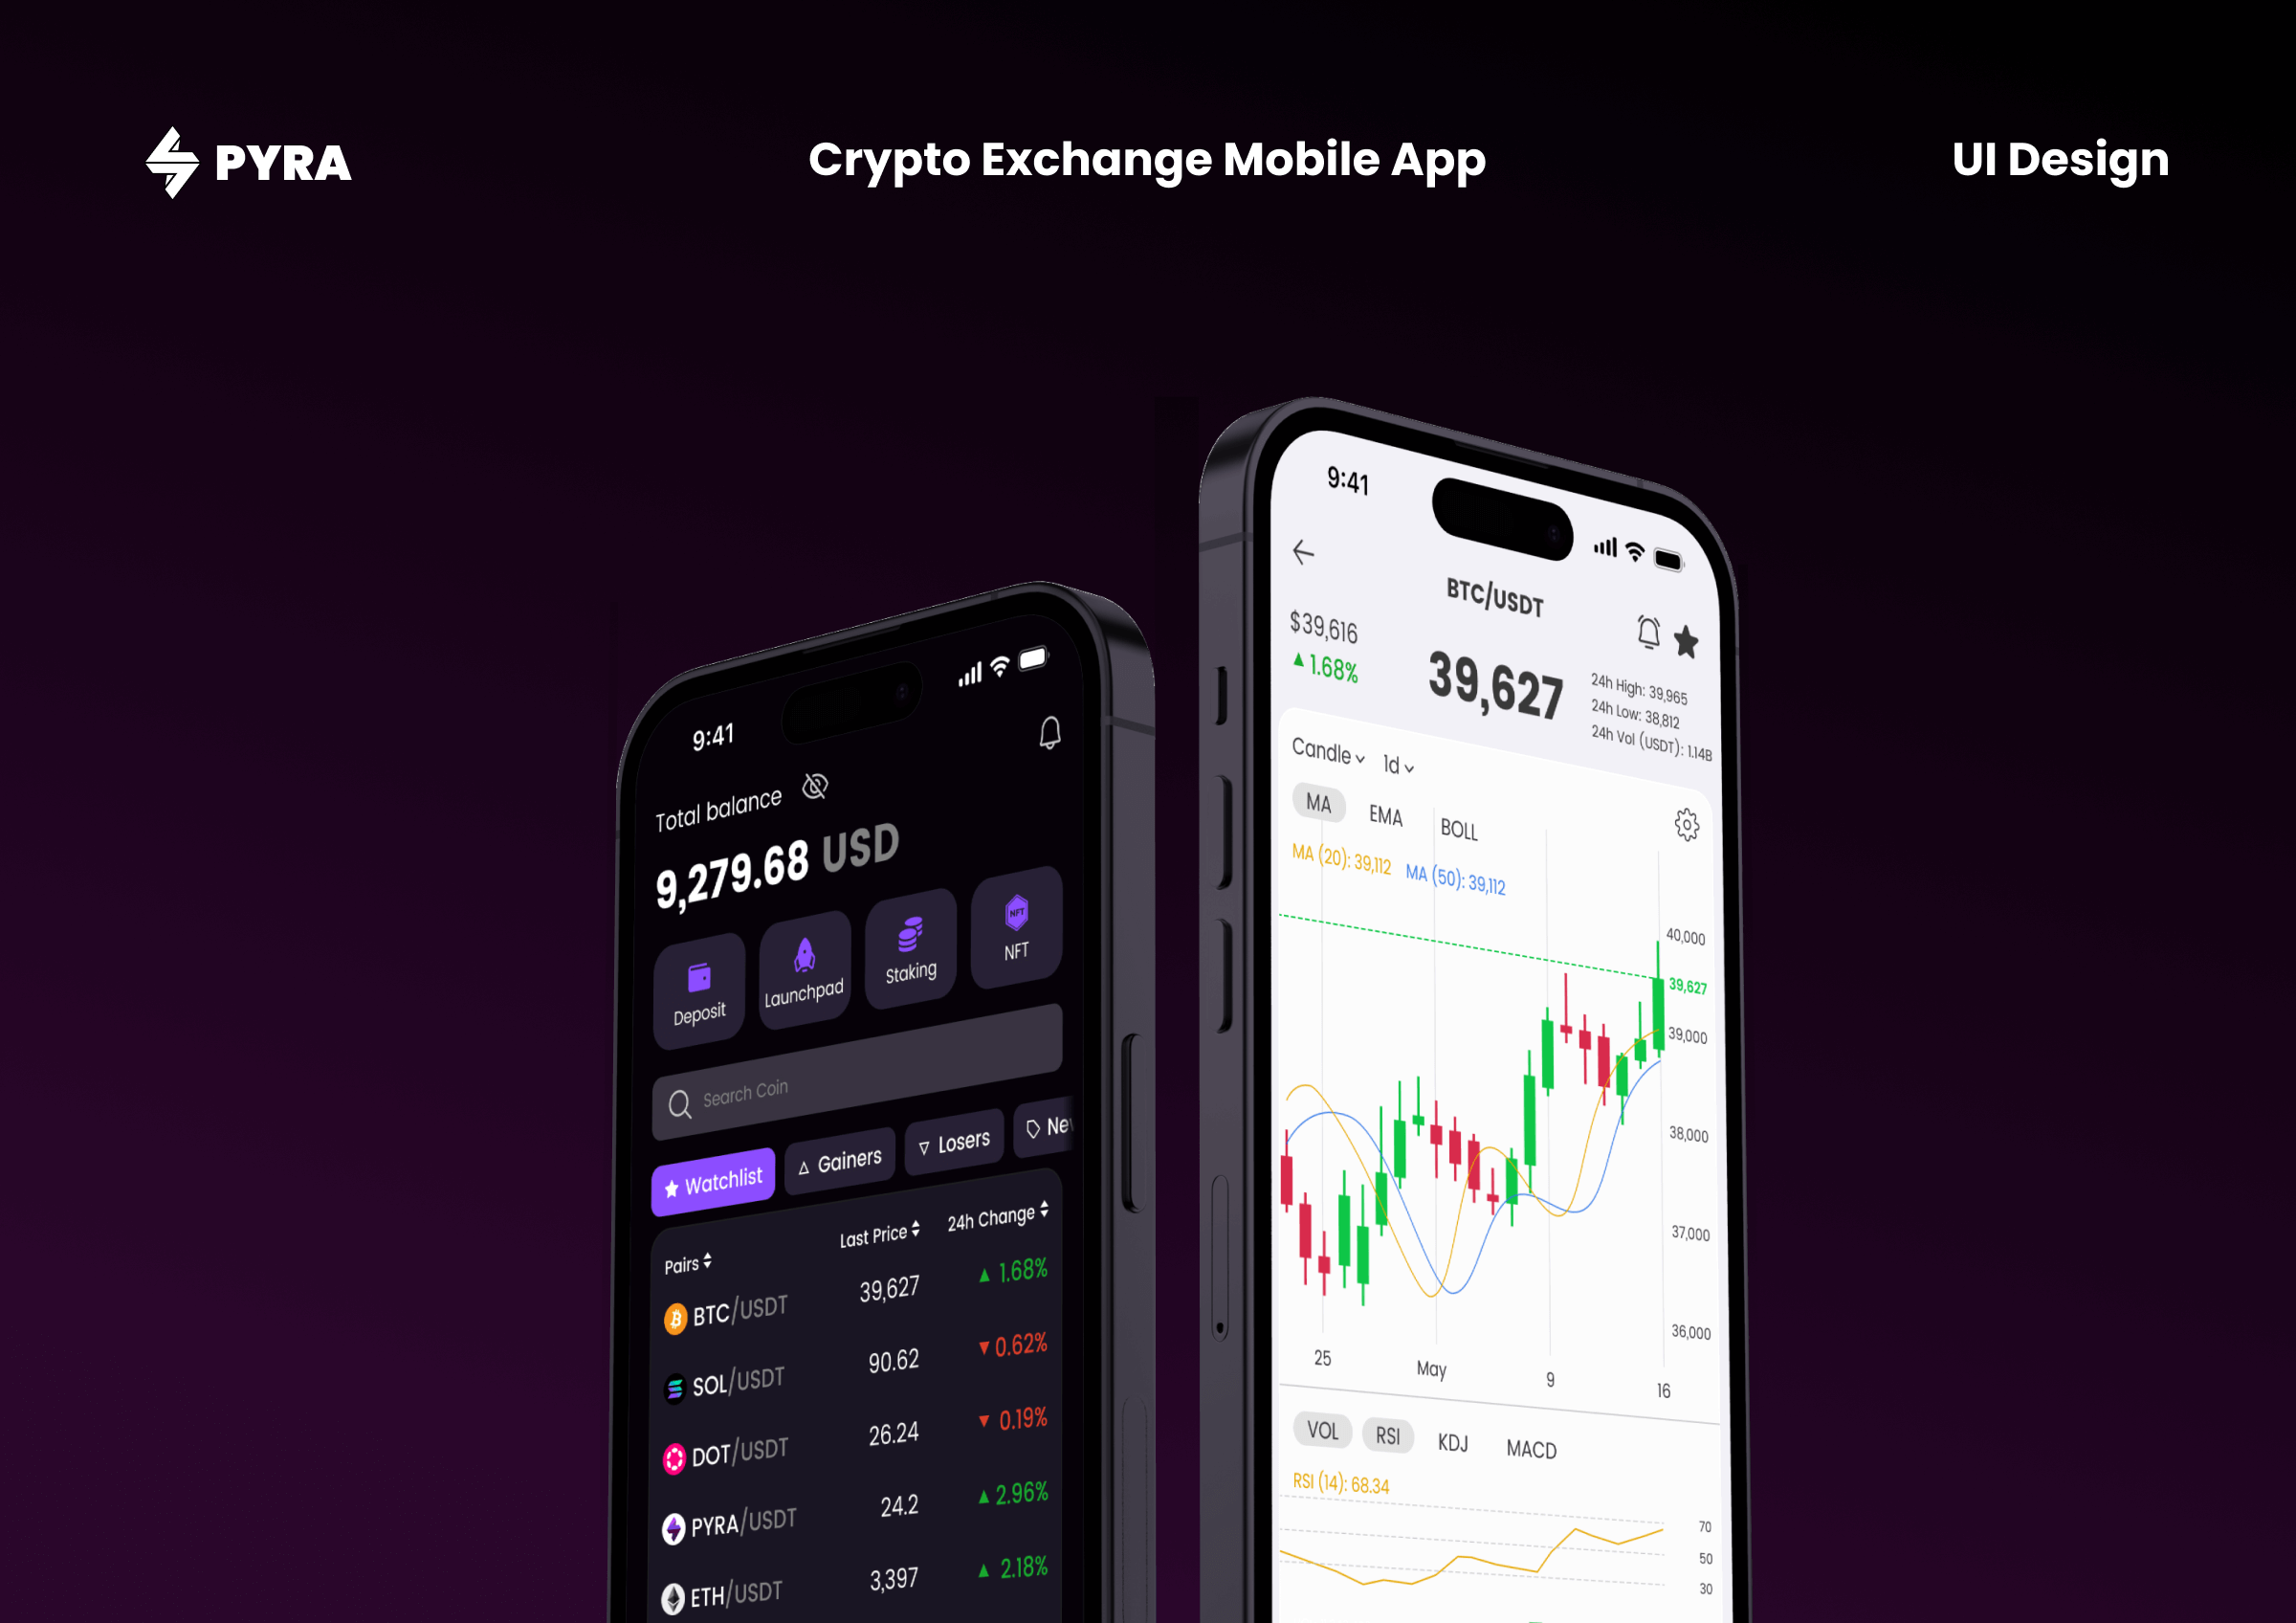 PYRA
Crypto Exchange Mobile App
UI Design
9:41
Total balance
9,279.68 USD
Deposit
Launchpad
Staking
NFT
NFT
Search Coin
Watchlist
Gainers
Losers
Pairs
Last Price
24h Change
BTC/USDT 39,627 ▲ 1.68%
SOL/USDT 90.62 ▼ 0.62%
DOT/USDT 26.24 ▼ 0.19%
PYRA/USDT 24.2 ▲ 2.96%
ETH/USDT 3,397 ▲ 2.18%
9:41
BTC/USDT
$39,616
▲ 1.68%
39,627
24h High: 39,965
24h Low: 38,812
24h Vol (USDT): 1.14B
Candle 1d
MA EMA BOLL
MA (20): 39,112 MA (50): 39,112
40,000
39,627
39,000
38,000
37,000
36,000
25 May 9 16
VOL RSI KDJ MACD
RSI (14): 68.34
70
50
30